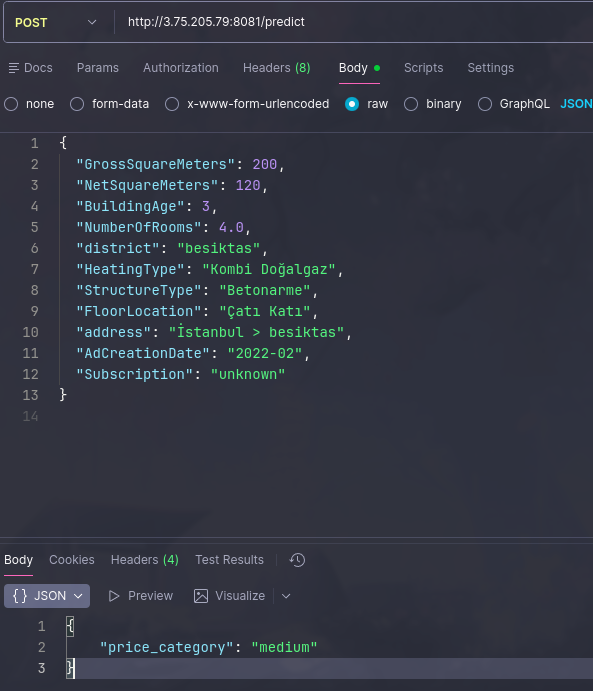 POST http://3.75.205.79:8081/predict
Docs Params Authorization Headers (8) Body Scripts Settings
none form-data x-www-form-urlencoded raw binary GraphQL JSON
1 {
2 "GrossSquareMeters": 200,
3 "NetSquareMeters": 120,
4 "BuildingAge": 3,
5 "NumberOfRooms": 4.0,
6 "district": "besiktas",
7 "HeatingType": "Kombi Doğalgaz",
8 "StructureType": "Betonarme",
9 "FloorLocation": "Çatı Katı",
10 "address": "İstanbul > besiktas",
11 "AdCreationDate": "2022-02",
12 "Subscription": "unknown"
13 }
14
Body Cookies Headers (4) Test Results
{} JSON Preview Visualize
1 {
2 "price_category": "medium"
3 }